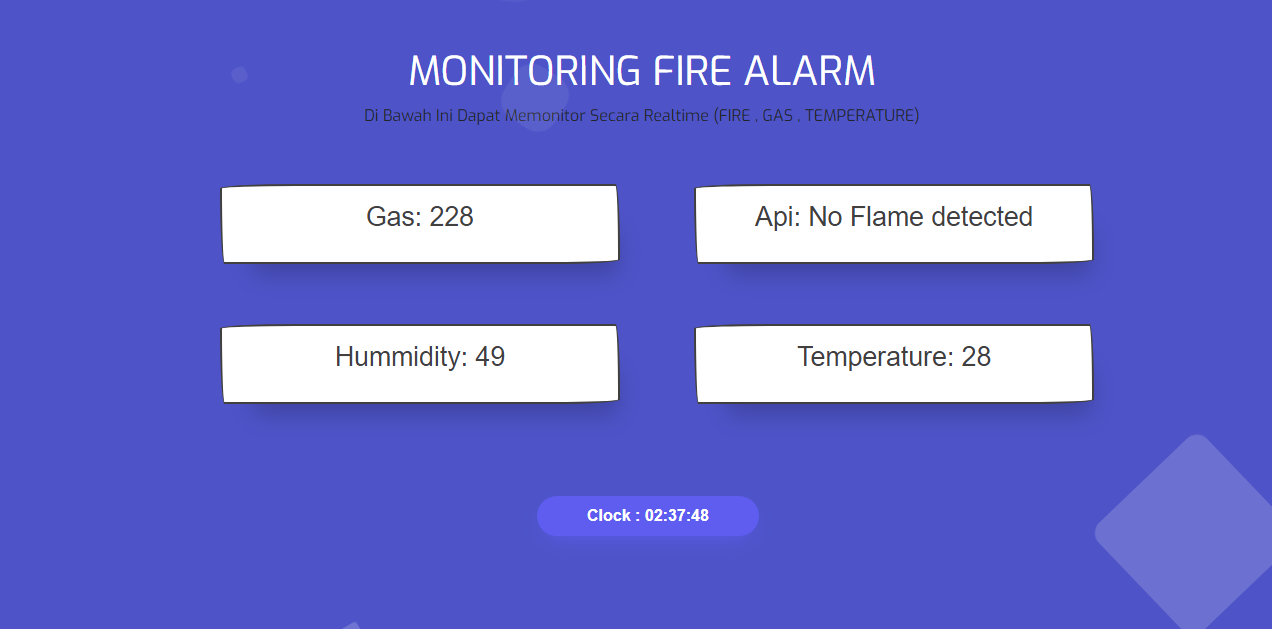 MONITORING FIRE ALARM
Di Bawah Ini Dapat Memonitor Secara Realtime (FIRE , GAS , TEMPERATURE)
Gas: 228
Api: No Flame detected
Hummidity: 49
Temperature: 28
Clock : 02:37:48